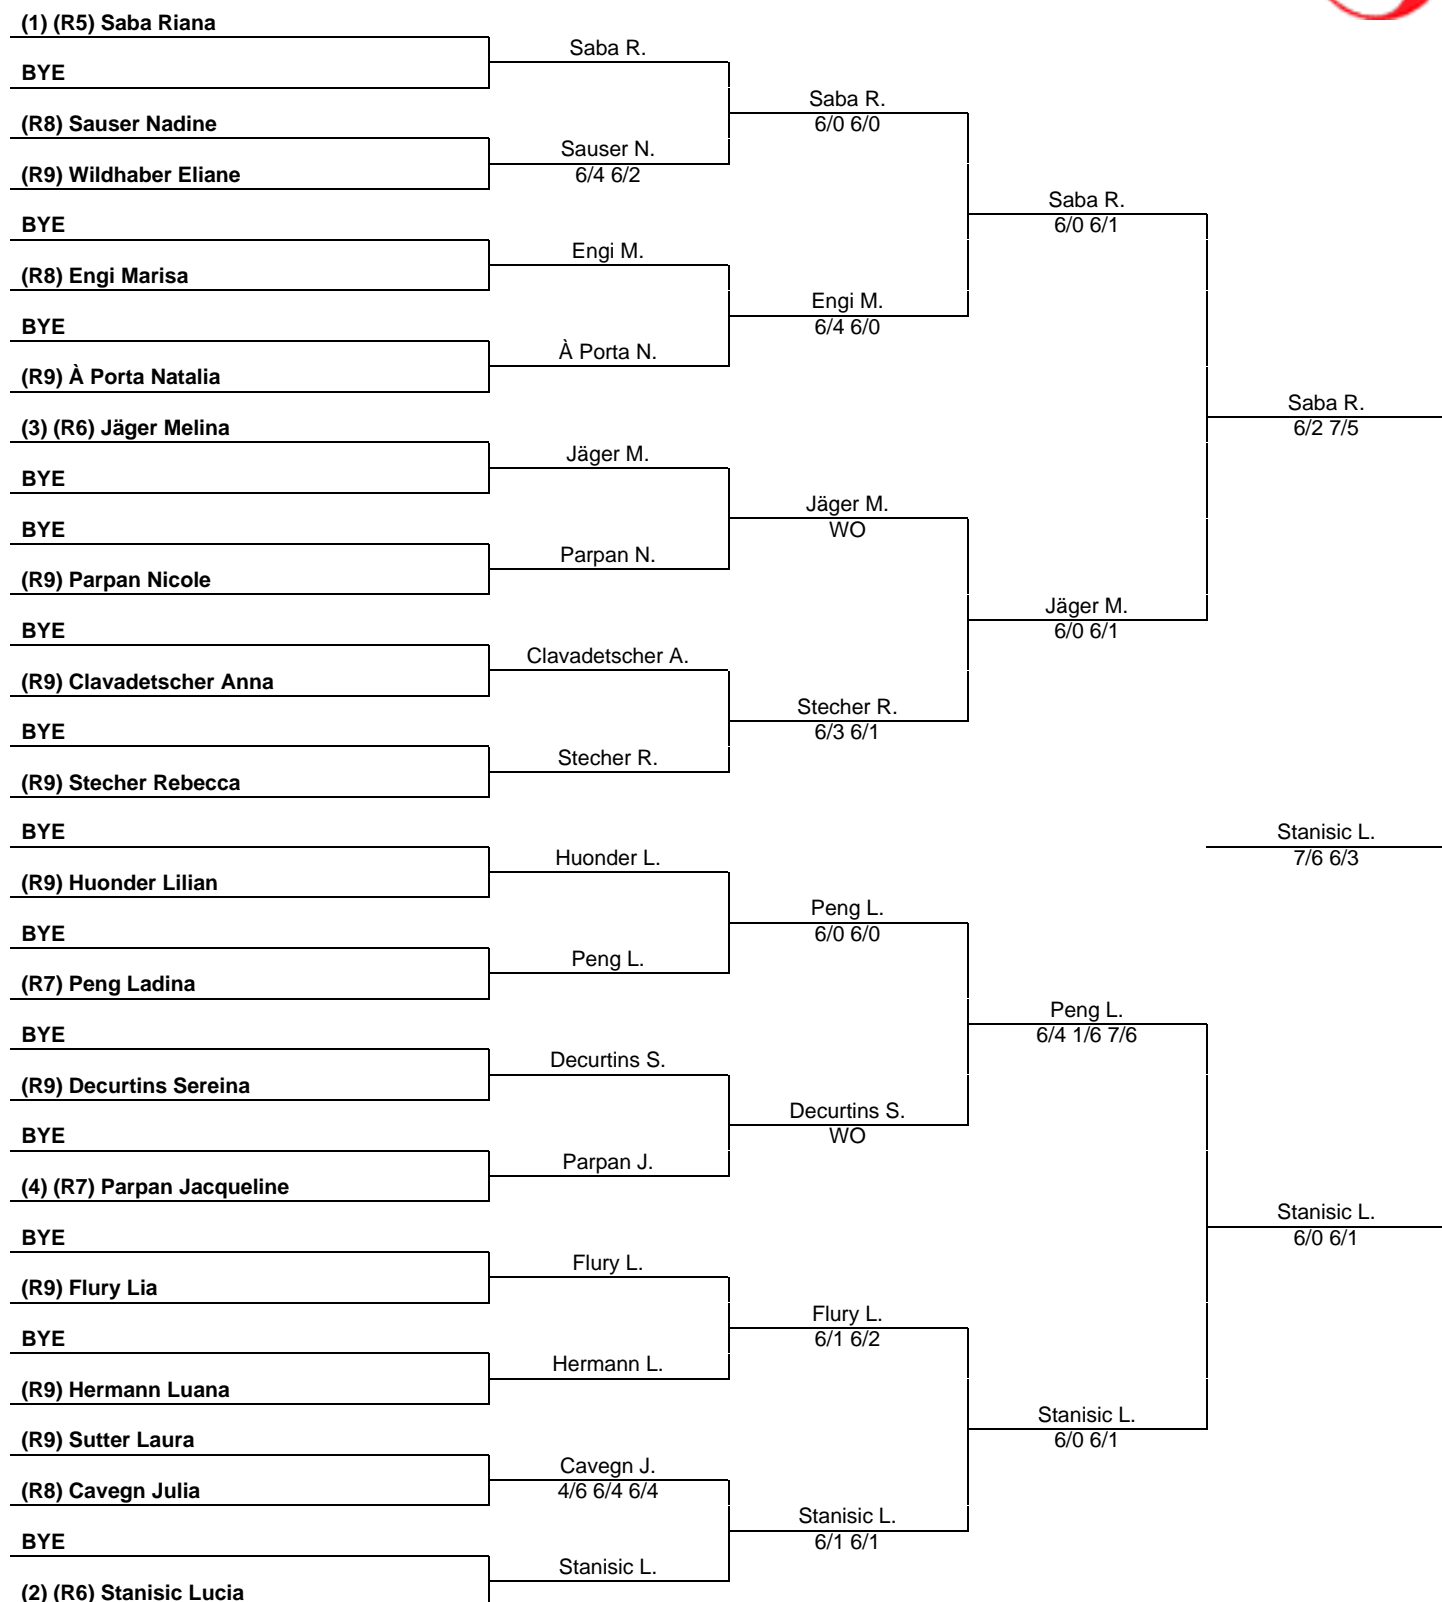 (1) (R5) Saba Riana
BYE
(R8) Sauser Nadine
(R9) Wildhaber Eliane
BYE
(R8) Engi Marisa
BYE
(R9) À Porta Natalia
(3) (R6) Jäger Melina
BYE
BYE
(R9) Parpan Nicole
BYE
(R9) Clavadetscher Anna
BYE
(R9) Stecher Rebecca
BYE
(R9) Huonder Lilian
BYE
(R7) Peng Ladina
BYE
(R9) Decurtins Sereina
BYE
(4) (R7) Parpan Jacqueline
BYE
(R9) Flury Lia
BYE
(R9) Hermann Luana
(R9) Sutter Laura
(R8) Cavegn Julia
BYE
(2) (R6) Stanisic Lucia
Saba R.
Sauser N.
6/4 6/2
Engi M.
À Porta N.
Jäger M.
Parpan N.
Clavadetscher A.
Stecher R.
Huonder L.
Peng L.
Decurtins S.
Parpan J.
Flury L.
Hermann L.
Cavegn J.
4/6 6/4 6/4
Stanisic L.
Saba R.
6/0 6/0
Engi M.
6/4 6/0
Jäger M.
WO
Stecher R.
6/3 6/1
Peng L.
6/0 6/0
Decurtins S.
WO
Flury L.
6/1 6/2
Stanisic L.
6/1 6/1
Saba R.
6/0 6/1
Jäger M.
6/0 6/1
Peng L.
6/4 1/6 7/6
Stanisic L.
6/0 6/1
Saba R.
6/2 7/5
Stanisic L.
7/6 6/3
Stanisic L.
6/0 6/1